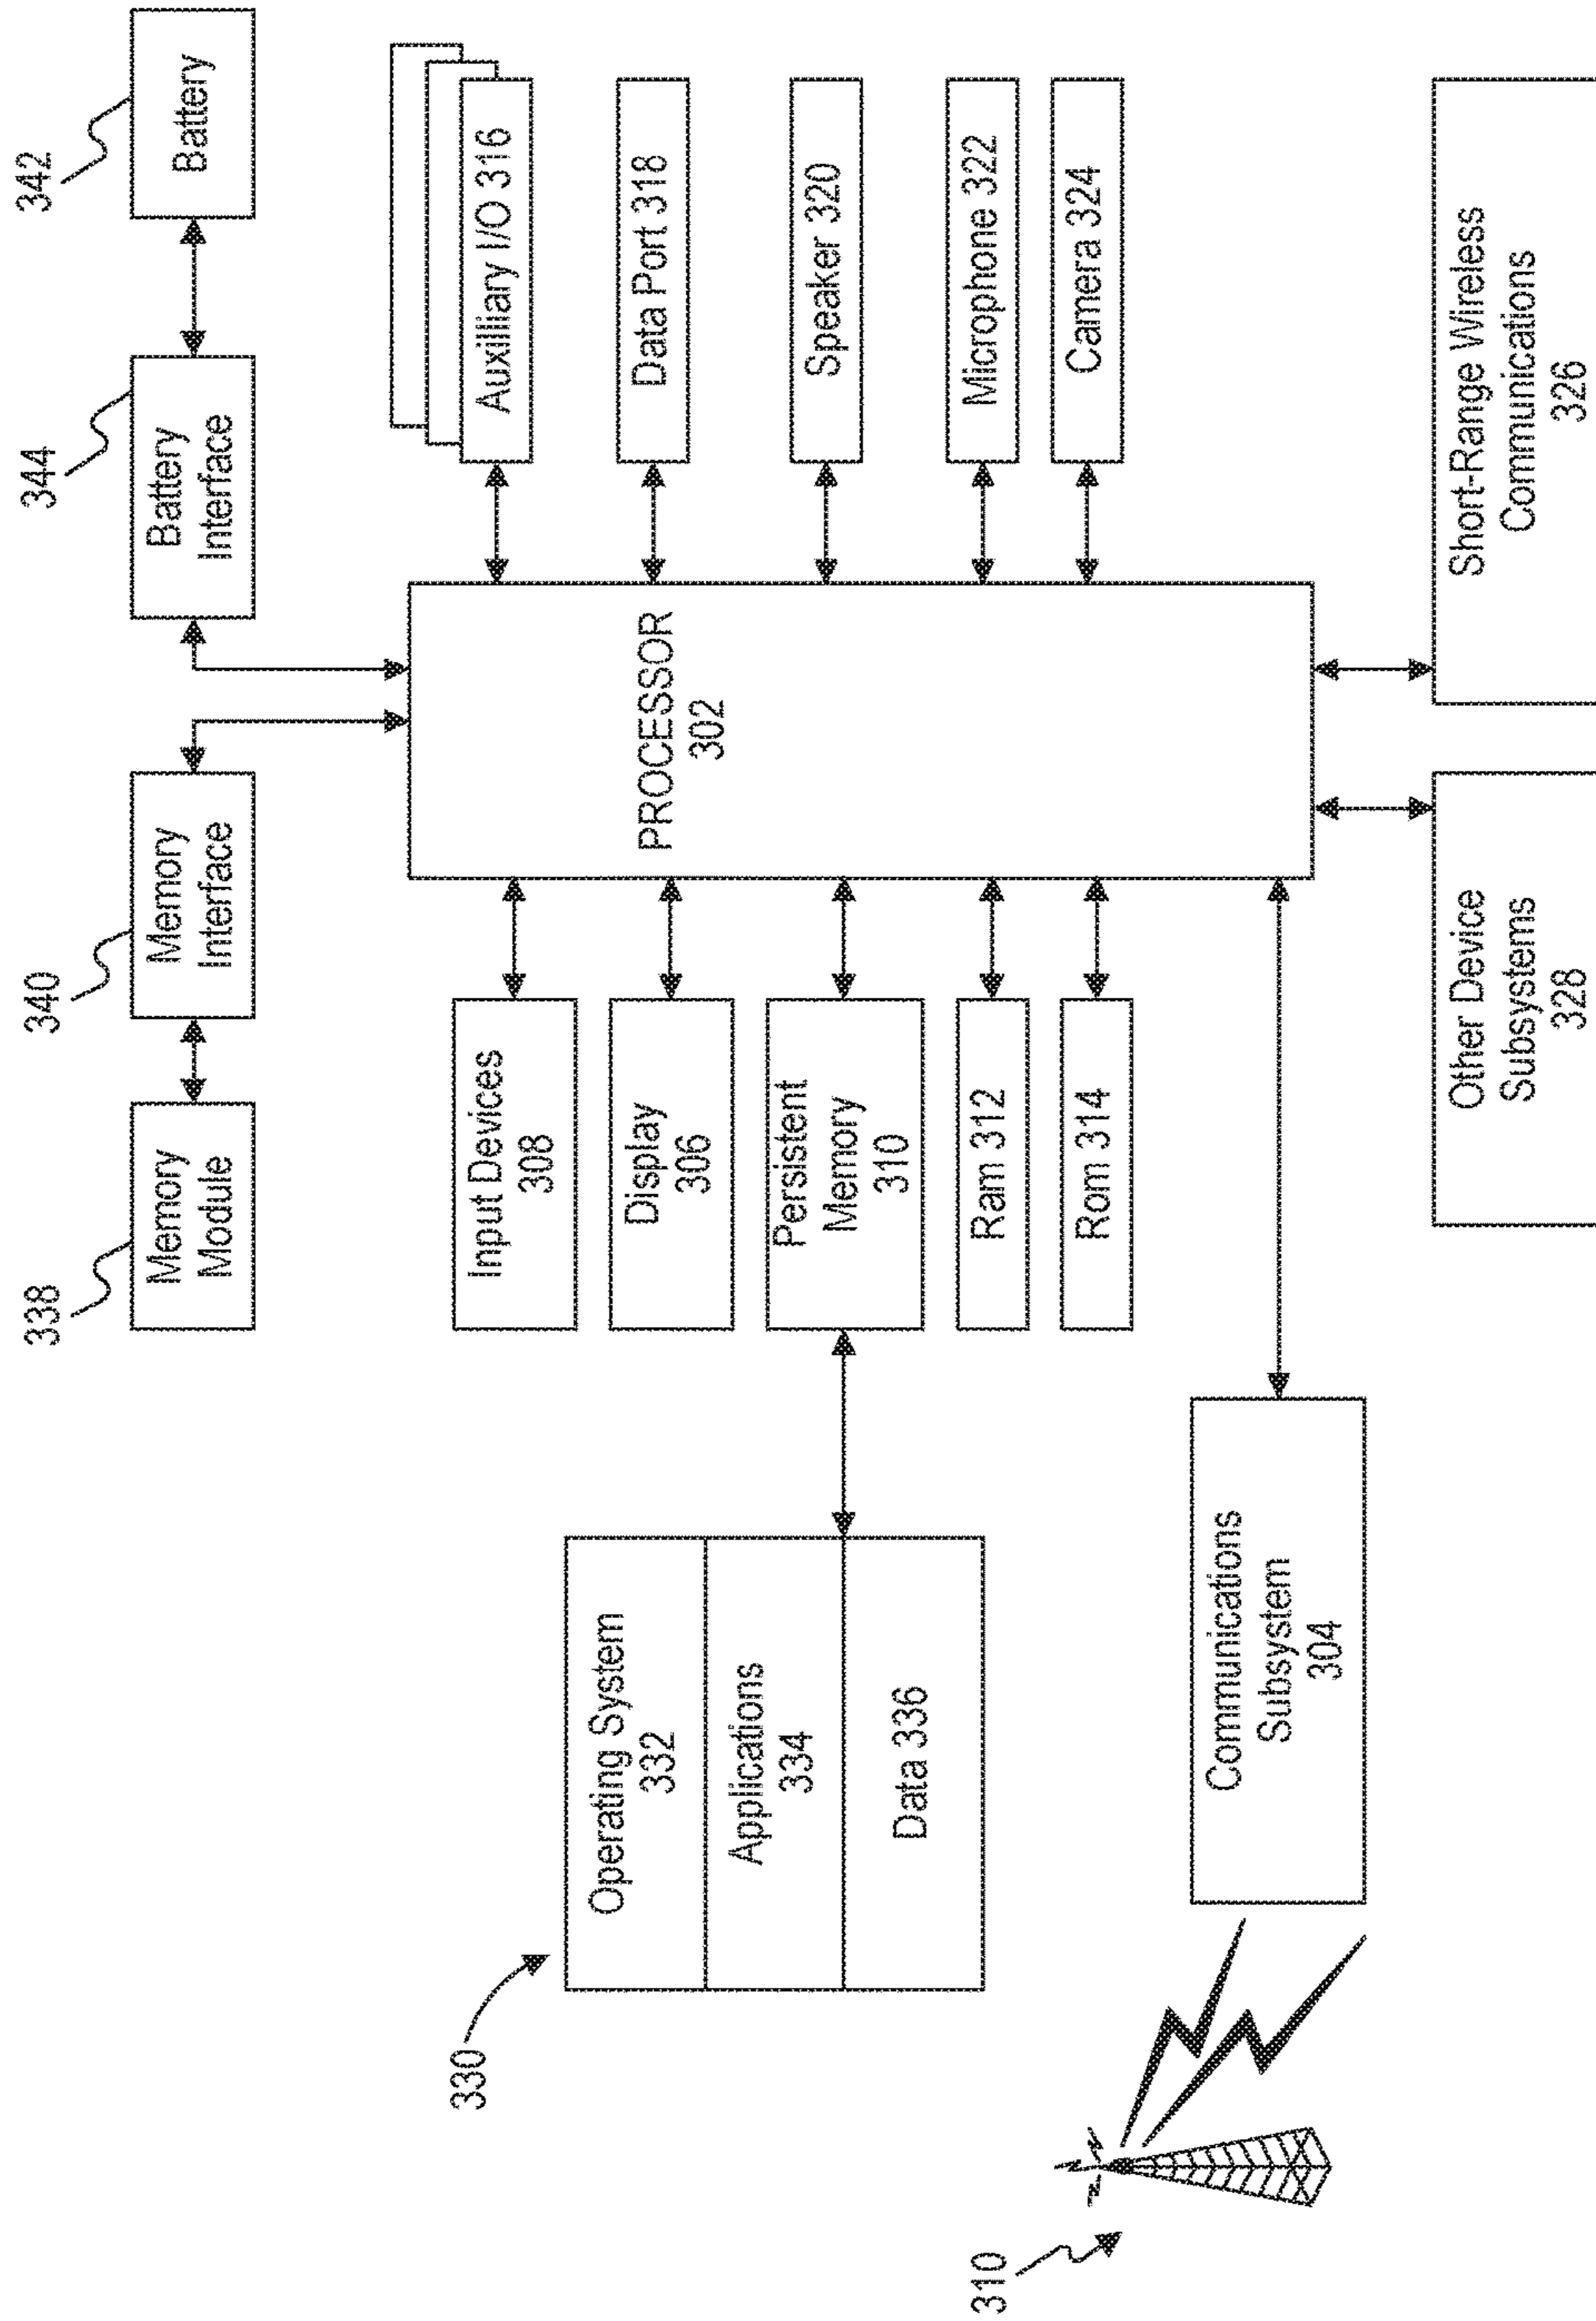 338
340
344
342
Memory
Module
Memory
Interface
Battery
Interface
Battery
330
Operating System
332
Applications
334
Data 336
Input Devices
308
Display
306
Persistent
Memory
310
Ram 312
Rom 314
PROCESSOR
302
Auxilliary I/O 316
Data Port 318
Speaker 320
Microphone 322
Camera 324
310
Communications
Subsystem
304
Other Device
Subsystems
328
Short-Range Wireless
Communications
326